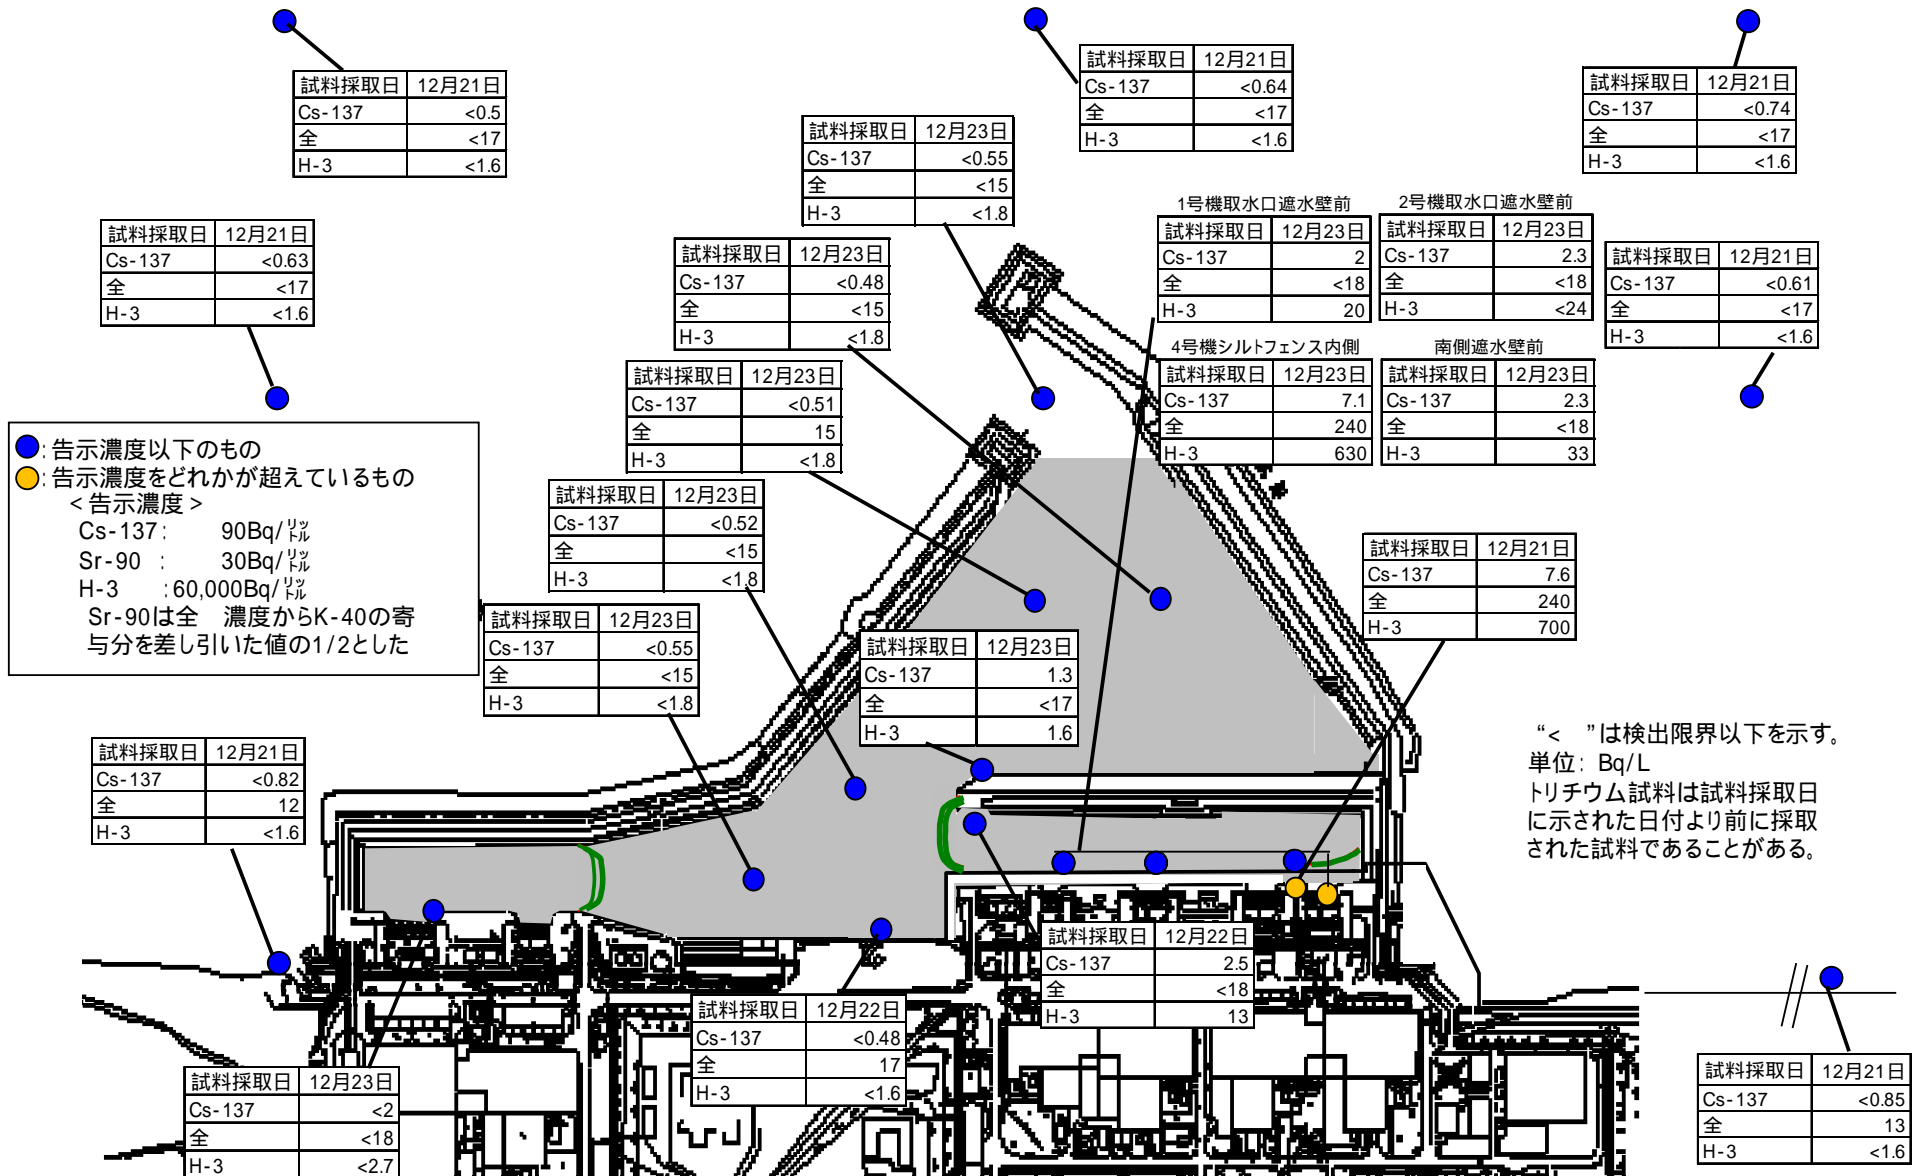 試料採取日 12月21日
Cs-137 <0.5
全 <17
H-3 <1.6
試料採取日 12月21日
Cs-137 <0.64
全 <17
H-3 <1.6
試料採取日 12月21日
Cs-137 <0.74
全 <17
H-3 <1.6
試料採取日 12月23日
Cs-137 <0.55
全 <15
H-3 <1.8
試料採取日 12月21日
Cs-137 <0.63
全 <17
H-3 <1.6
試料採取日 12月23日
Cs-137 <0.48
全 <15
H-3 <1.8
1号機取水口遮水壁前
試料採取日 12月23日
Cs-137 2
全 <18
H-3 20
2号機取水口遮水壁前
試料採取日 12月23日
Cs-137 2.3
全 <18
H-3 <24
試料採取日 12月21日
Cs-137 <0.61
全 <17
H-3 <1.6
4号機シルトフェンス内側
試料採取日 12月23日
Cs-137 7.1
全 240
H-3 630
南側遮水壁前
試料採取日 12月23日
Cs-137 2.3
全 <18
H-3 33
試料採取日 12月23日
Cs-137 <0.51
全 15
H-3 <1.8
:告示濃度以下のもの
:告示濃度をどれかが超えているもの
<告示濃度>
Cs-137: 90Bq/リットル
Sr-90 : 30Bq/リットル
H-3 :60,000Bq/リットル
Sr-90は全 濃度からK-40の寄
与分を差し引いた値の1/2とした
試料採取日 12月23日
Cs-137 <0.52
全 <15
H-3 <1.8
試料採取日 12月21日
Cs-137 7.6
全 240
H-3 700
試料採取日 12月23日
Cs-137 <0.55
全 <15
H-3 <1.8
試料採取日 12月23日
Cs-137 1.3
全 <17
H-3 1.6
"< "は検出限界以下を示す。
単位: Bq/L
トリチウム試料は試料採取日
に示された日付より前に採取
された試料であることがある。
試料採取日 12月21日
Cs-137 <0.82
全 12
H-3 <1.6
試料採取日 12月22日
Cs-137 2.5
全 <18
H-3 13
試料採取日 12月22日
Cs-137 <0.48
全 17
H-3 <1.6
試料採取日 12月23日
Cs-137 <2
全 <18
H-3 <2.7
試料採取日 12月21日
Cs-137 <0.85
全 13
H-3 <1.6